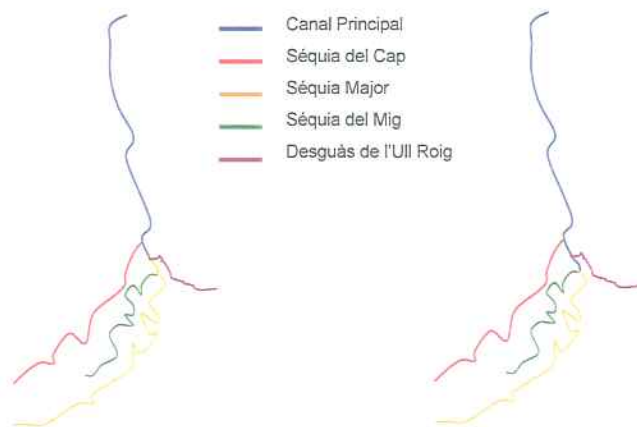 Canal Principal
Séquia del Cap
Séquia Major
Séquia del Mig
Desguàs de l'Ull Roig